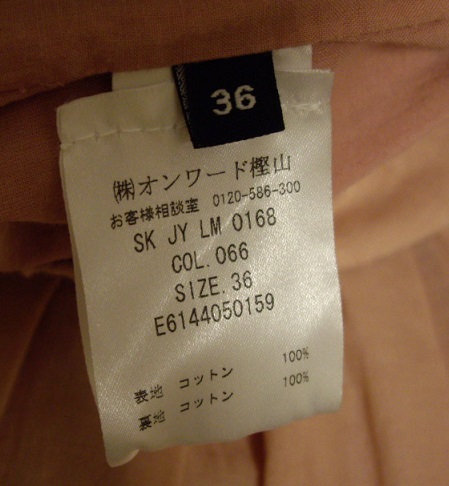 36
㈱オンワード樫山
お客様相談室 0120-586-300
SK JY LM 0168
COL.066
SIZE.36
E6144050159
表地 コットン 100%
裏地 コットン 100%